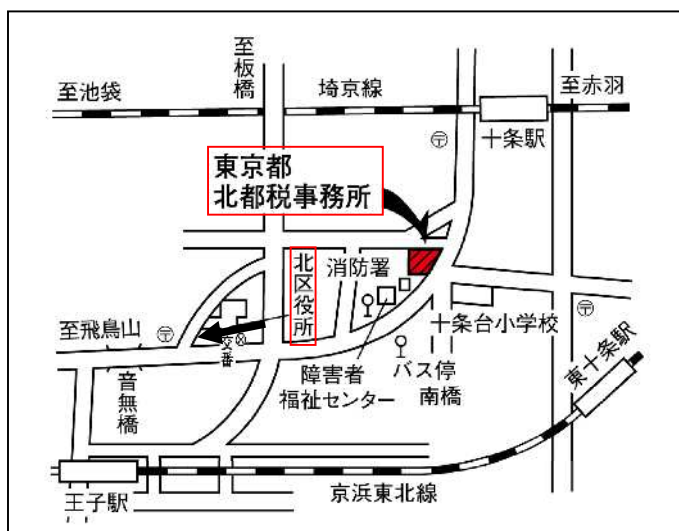 至板橋
至池袋
埼京線
至赤羽
〶
十条駅
東京都
北都税事務所
北区役所
消防署
至飛鳥山
〶
交番
十条台小学校
〶
音無橋
障害者
福祉センター
バス停
南橋
東十条駅
王子駅
京浜東北線